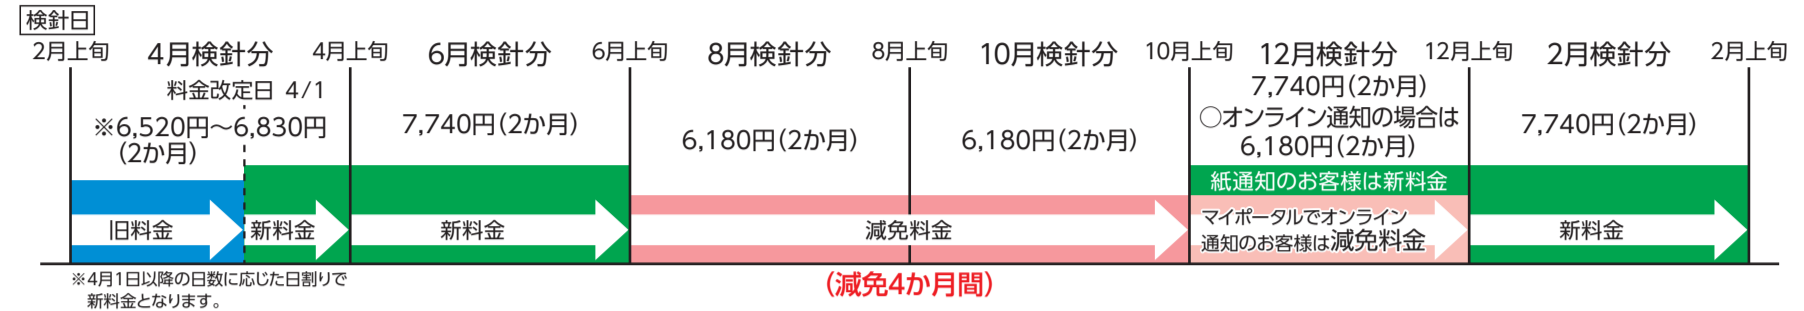 検針日
2月上旬 4月検針分 4月上旬 6月検針分 6月上旬 8月検針分 8月上旬 10月検針分 10月上旬 12月検針分 12月上旬 2月検針分 2月上旬
料金改定日 4/1
※6,520円〜6,830円
(2か月)
7,740円(2か月)
6,180円(2か月)
6,180円(2か月)
7,740円(2か月)
○オンライン通知の場合は
6,180円(2か月)
7,740円(2か月)
紙通知のお客様は新料金
旧料金
新料金
新料金
減免料金
マイポータルでオンライン
通知のお客様は減免料金
新料金
※4月1日以降の日数に応じた日割りで
新料金となります。
(減免4か月間)